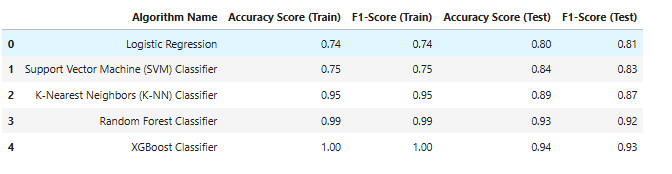 Algorithm Name Accuracy Score (Train) F1-Score (Train) Accuracy Score (Test) F1-Score (Test)
0 Logistic Regression 0.74 0.74 0.80 0.81
1 Support Vector Machine (SVM) Classifier 0.75 0.75 0.84 0.83
2 K-Nearest Neighbors (K-NN) Classifier 0.95 0.95 0.89 0.87
3 Random Forest Classifier 0.99 0.99 0.93 0.92
4 XGBoost Classifier 1.00 1.00 0.94 0.93